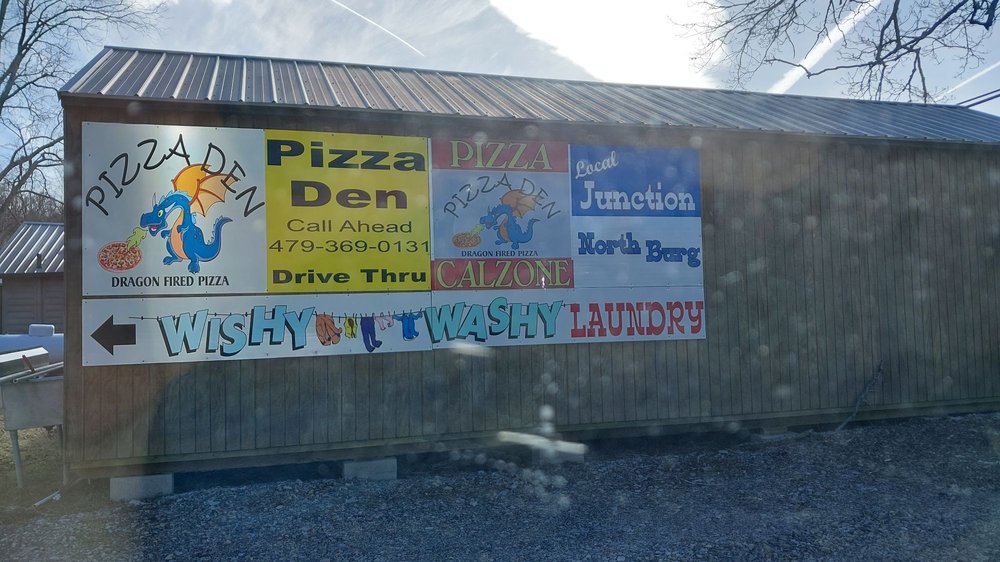 PIZZA DEN
DRAGON FIRED PIZZA
Pizza
Den
Call Ahead
479-369-0131
Drive Thru
PIZZA
PIZZA DEN
DRAGON FIRED PIZZA
CALZONE
Local
Junction
North Burg
WISHY WASHY LAUNDRY